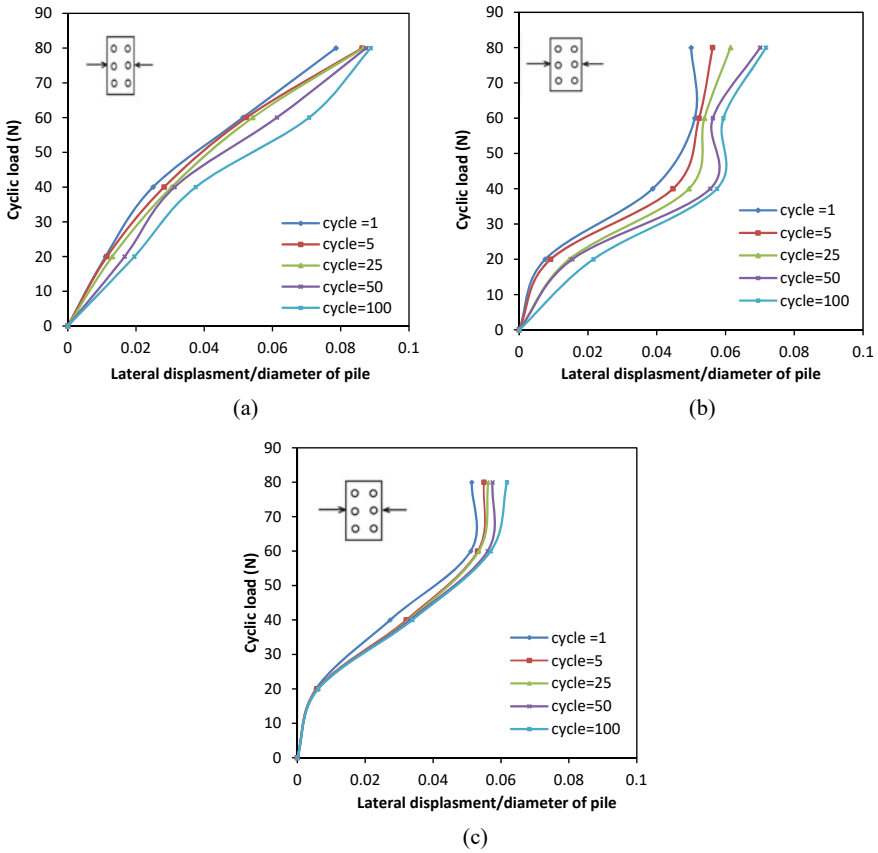 90
80
70
60
50
40
30
20
10
0
Cyclic load (N)
cycle =1
cycle=5
cycle=25
cycle=50
cycle=100
0 0.02 0.04 0.06 0.08 0.1
Lateral displasment/diameter of pile
(a)
90
80
70
60
50
40
30
20
10
0
Cyclic load (N)
cycle =1
cycle=5
cycle=25
cycle=50
cycle=100
0 0.02 0.04 0.06 0.08 0.1
Lateral displasment/diameter of pile
(b)
90
80
70
60
50
40
30
20
10
0
Cyclic load (N)
cycle =1
cycle=5
cycle=25
cycle=50
cycle=100
0 0.02 0.04 0.06 0.08 0.1
Lateral displasment/diameter of pile
(c)